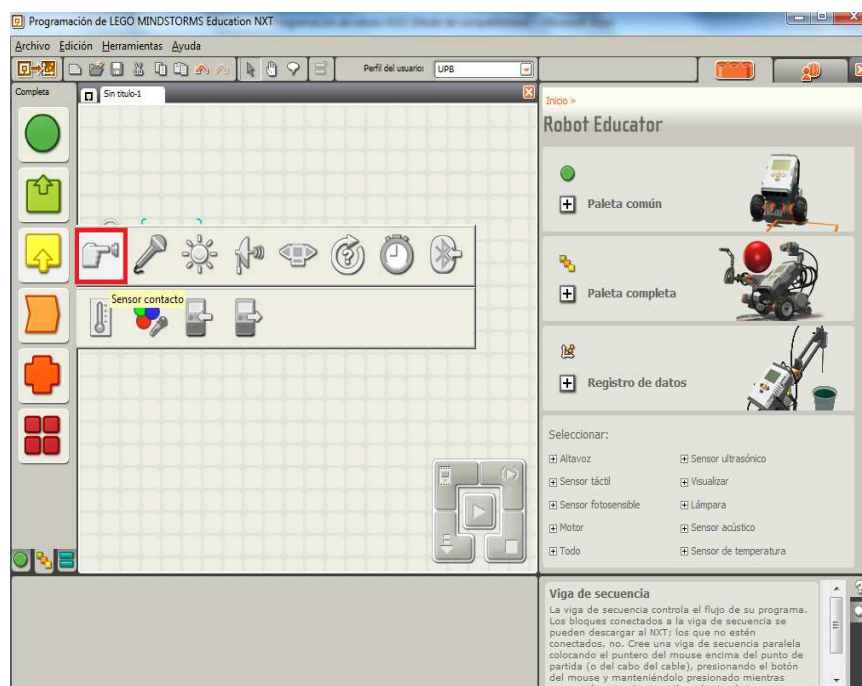 Programación de LEGO MINDSTORMS Education NXT
Archivo Edición Herramientas Ayuda
Perfil del usuario: UPB
Completa
Sin título-1
Sensor contacto
Inicio »
Robot Educator
Paleta común
Paleta completa
Registro de datos
Seleccionar:
Altavoz
Sensor ultrasónico
Sensor táctil
Visualizar
Sensor fotosensible
Lámpara
Motor
Sensor acústico
Todo
Sensor de temperatura
Viga de secuencia
La viga de secuencia controla el flujo de su programa.
Los bloques conectados a la viga de secuencia se
pueden descargar al NXT; los que no estén
conectados, no. Cree una viga de secuencia paralela
colocando el puntero del mouse encima del punto de
partida (o del cabo del cable), presionando el botón
del mouse y manteniéndolo presionado mientras